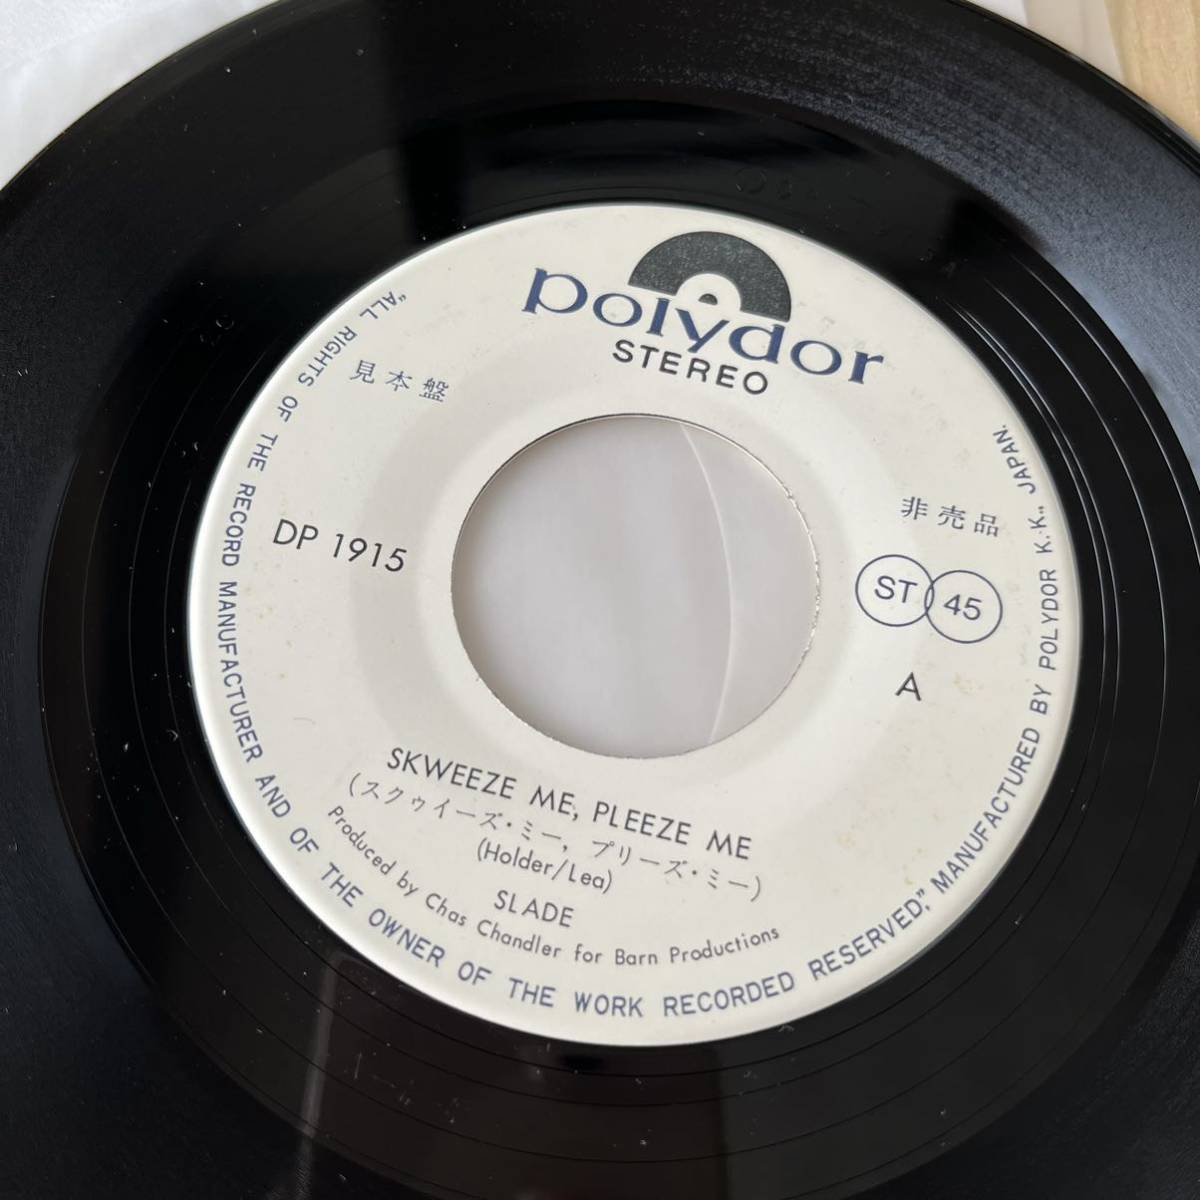 polydor
STEREO
見本盤
非売品
DP 1915
ST 45
A
SKWEEZE ME, PLEEZE ME
(スクゥイーズ・ミー, プリーズ・ミー)
(Holder/Lea)
SLADE
Produced by Chas Chandler for Barn Productions
"ALL RIGHTS OF THE RECORD MANUFACTURER AND OF THE OWNER OF THE WORK RECORDED RESERVED," MANUFACTURED BY POLYDOR K.K., JAPAN.